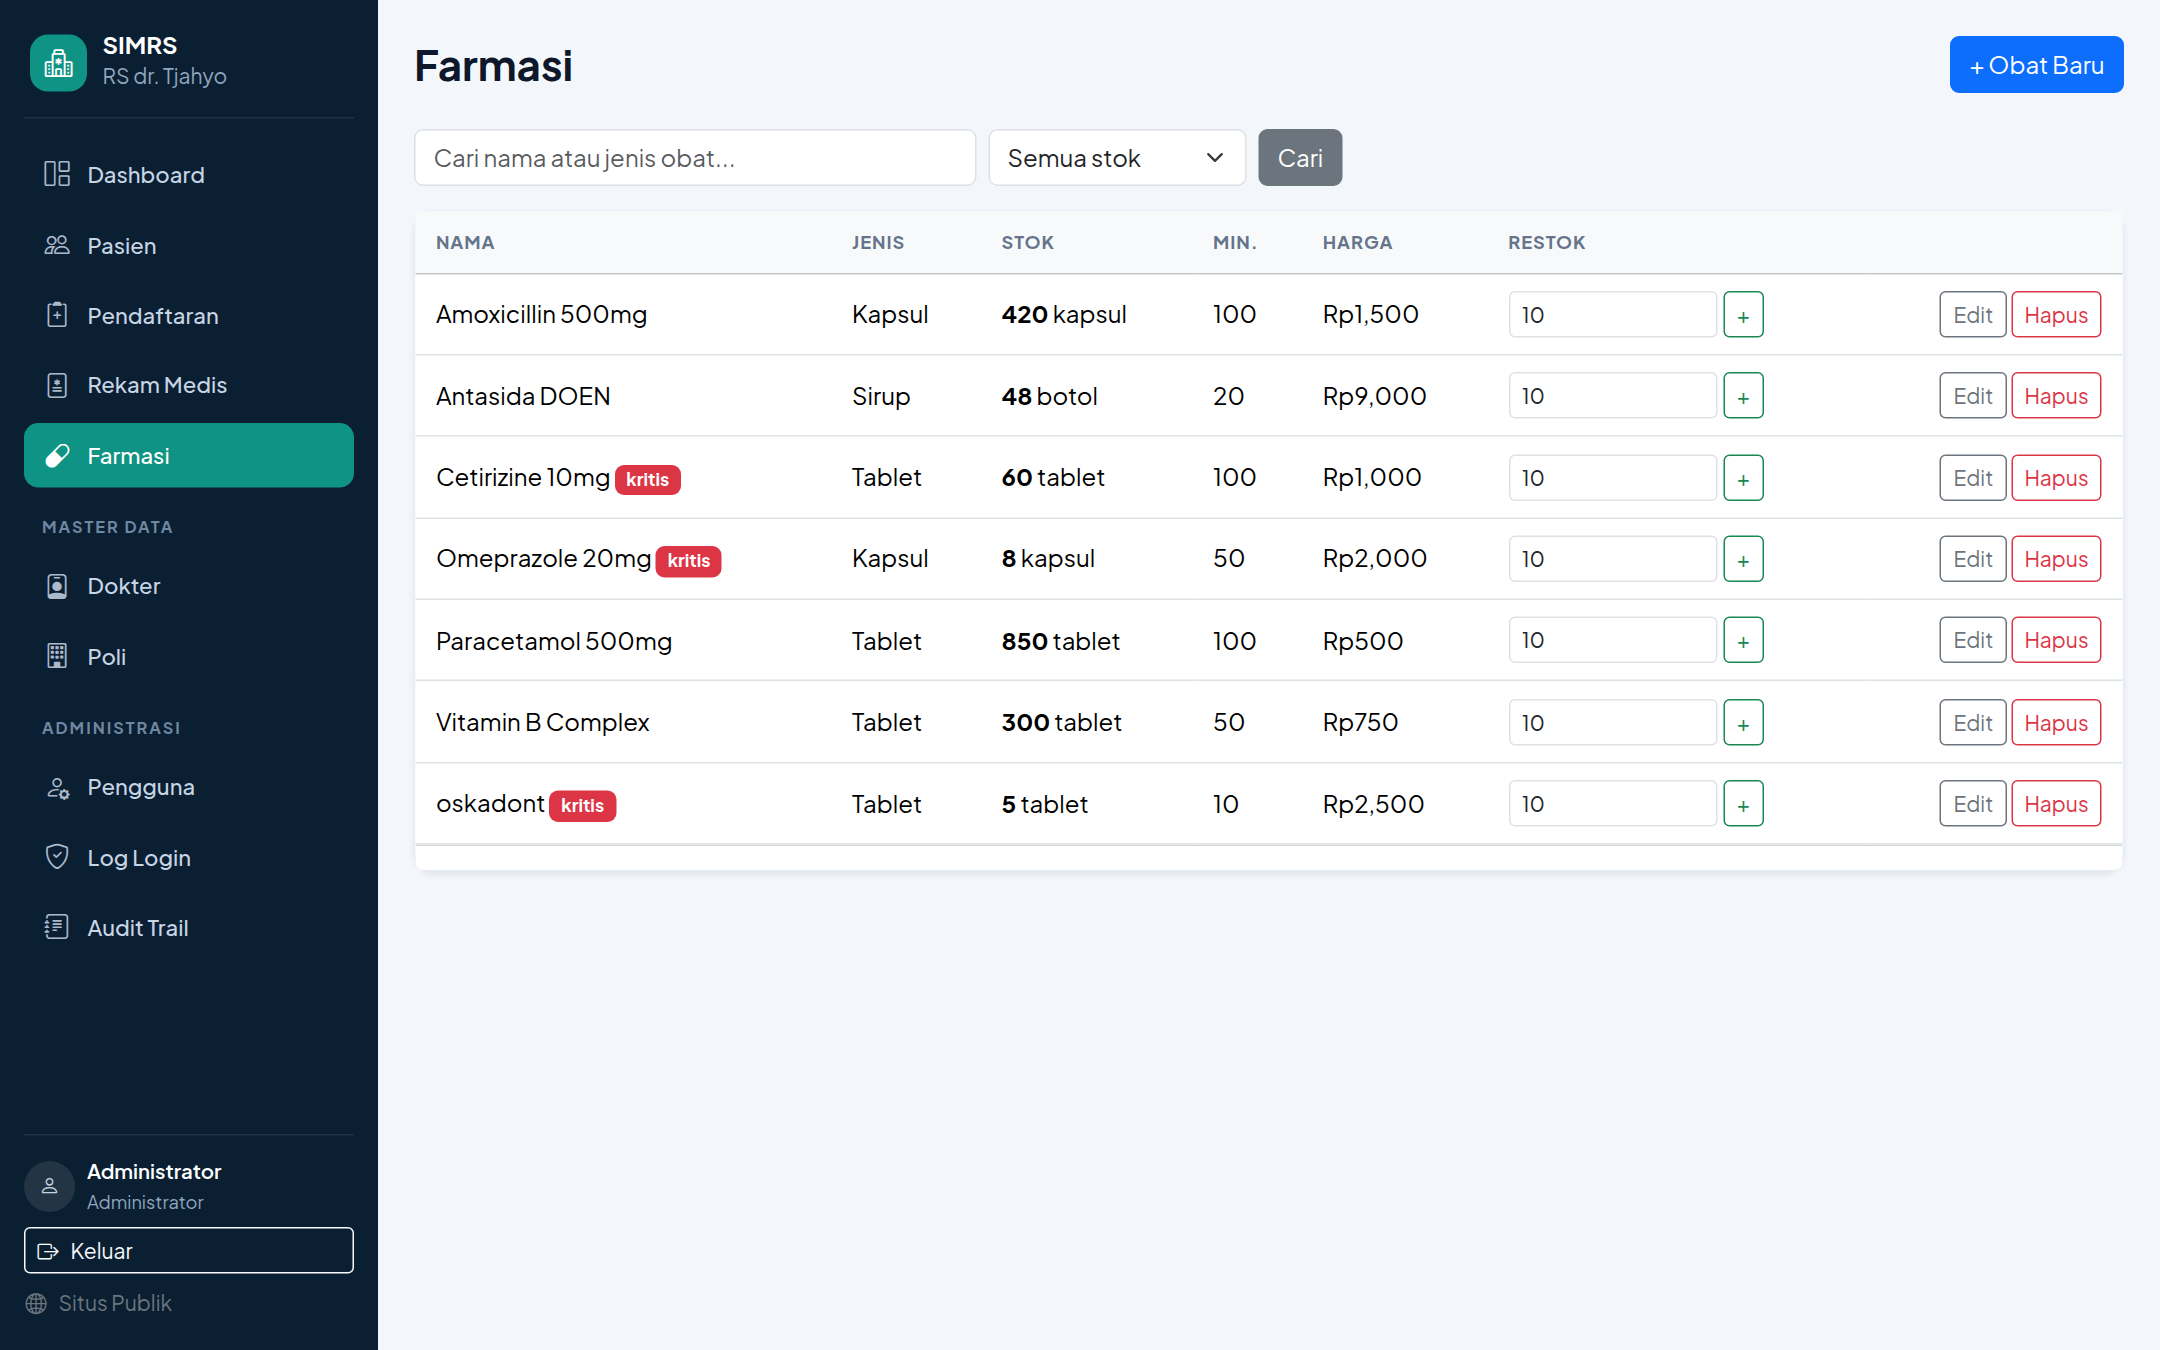 SIMRS
RS dr. Tjahyo
Dashboard
Pasien
Pendaftaran
Rekam Medis
Farmasi
MASTER DATA
Dokter
Poli
ADMINISTRASI
Pengguna
Log Login
Audit Trail
Administrator
Administrator
Keluar
Situs Publik
Farmasi
+ Obat Baru
Cari nama atau jenis obat...
Semua stok
Cari
NAMA JENIS STOK MIN. HARGA RESTOK
Amoxicillin 500mg Kapsul 420 kapsul 100 Rp1,500 10 + Edit Hapus
Antasida DOEN Sirup 48 botol 20 Rp9,000 10 + Edit Hapus
Cetirizine 10mg kritis Tablet 60 tablet 100 Rp1,000 10 + Edit Hapus
Omeprazole 20mg kritis Kapsul 8 kapsul 50 Rp2,000 10 + Edit Hapus
Paracetamol 500mg Tablet 850 tablet 100 Rp500 10 + Edit Hapus
Vitamin B Complex Tablet 300 tablet 50 Rp750 10 + Edit Hapus
oskadont kritis Tablet 5 tablet 10 Rp2,500 10 + Edit Hapus